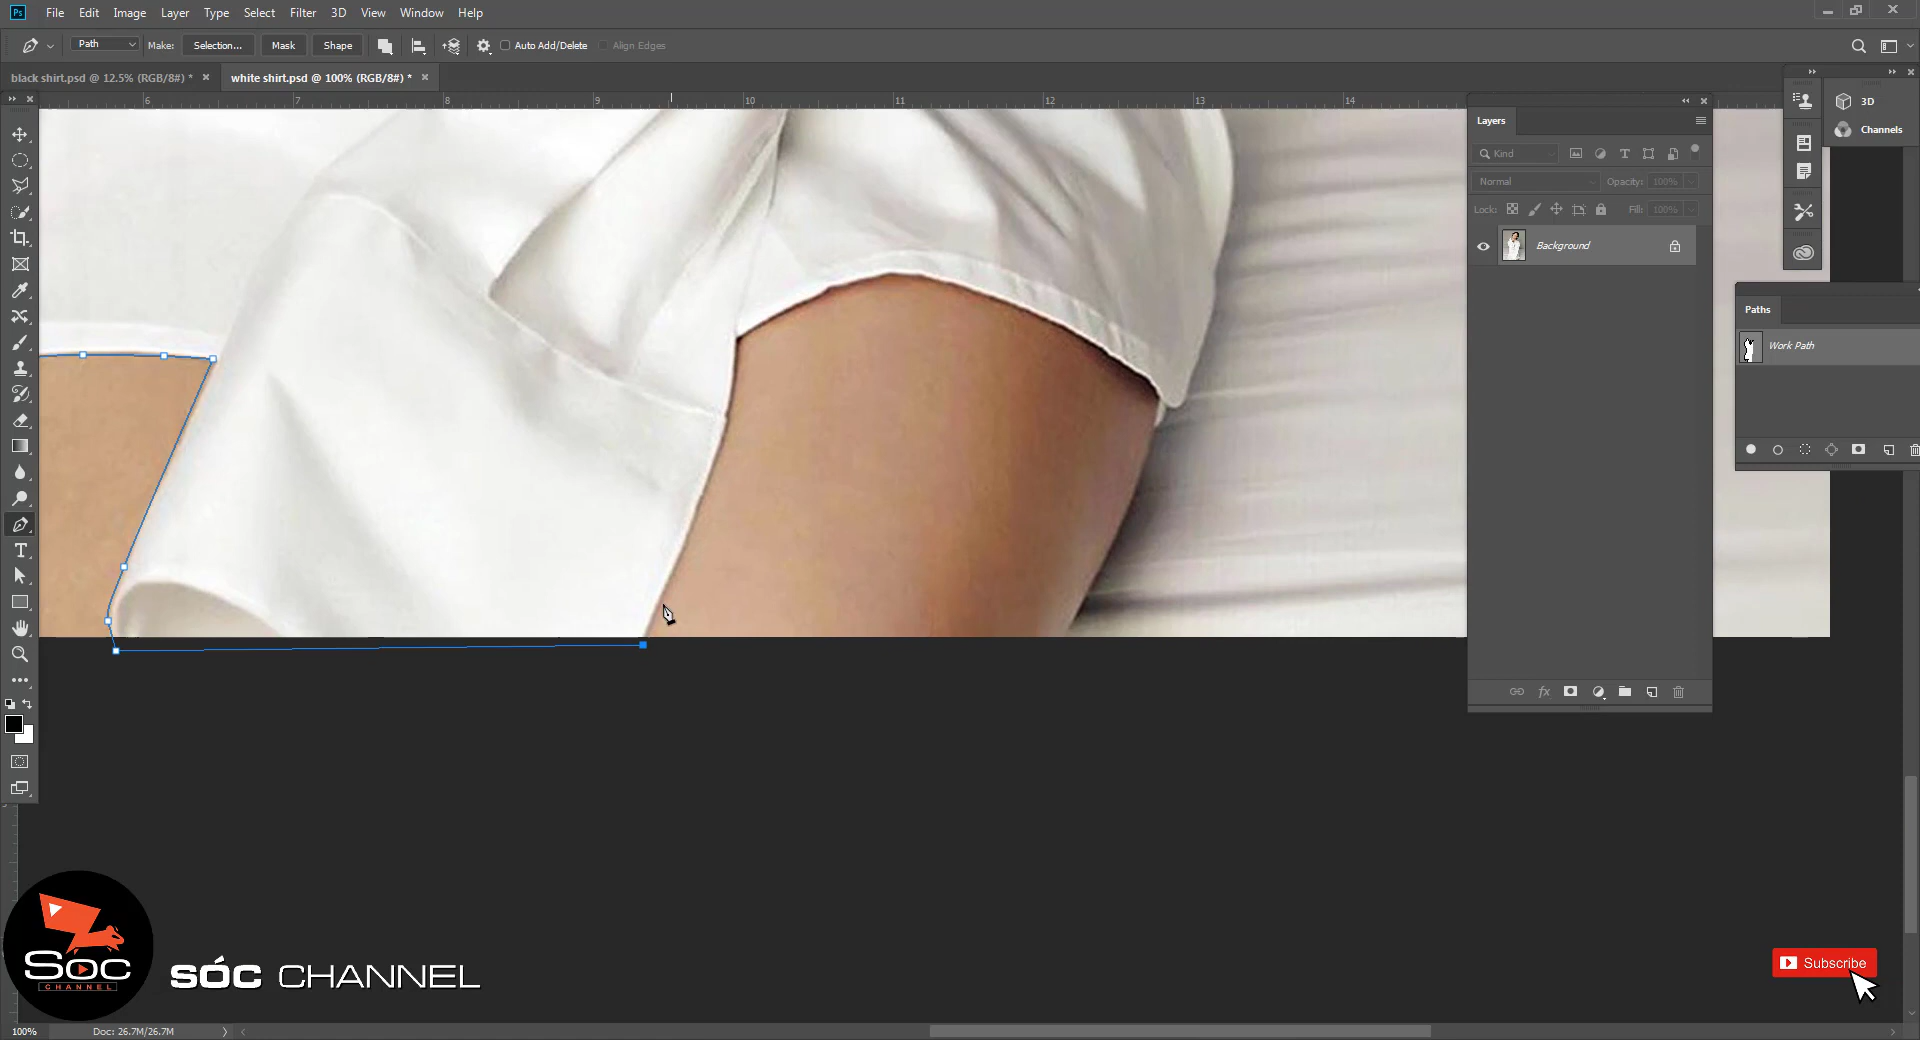 Ps File Edit Image Layer Type Select Filter 3D View Window Help
Path Make: Selection... Mask Shape Auto Add/Delete Align Edges
black shirt.psd @ 12.5% (RGB/8#) * × white shirt.psd @ 100% (RGB/8#) * ×
6 7 8 9 10 11 12 13 14
3D
Channels
Layers
Kind
Normal Opacity: 100%
Lock: Fill: 100%
Background
Paths
Work Path
SÓC
CHANNEL
SÓC CHANNEL
Subscribe
100% Doc: 26.7M/26.7M